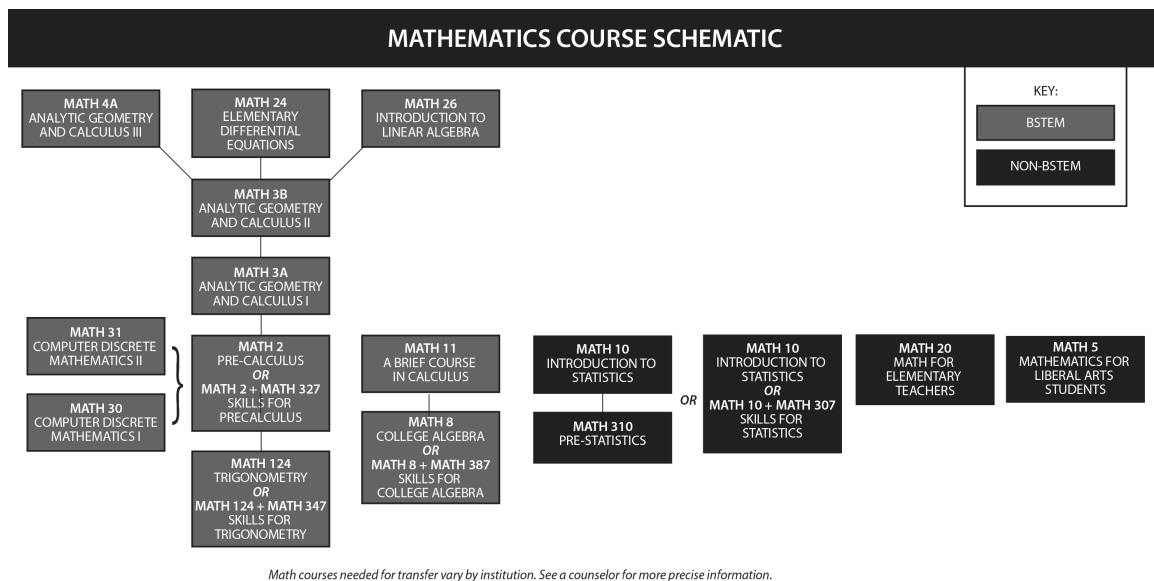 MATHEMATICS COURSE SCHEMATIC
KEY:
BSTEM
NON-BSTEM
MATH 4A
ANALYTIC GEOMETRY
AND CALCULUS III
MATH 24
ELEMENTARY
DIFFERENTIAL
EQUATIONS
MATH 26
INTRODUCTION TO
LINEAR ALGEBRA
MATH 3B
ANALYTIC GEOMETRY
AND CALCULUS II
MATH 3A
ANALYTIC GEOMETRY
AND CALCULUS I
MATH 31
COMPUTER DISCRETE
MATHEMATICS II
MATH 30
COMPUTER DISCRETE
MATHEMATICS I
MATH 2
PRE-CALCULUS
OR
MATH 2 + MATH 327
SKILLS FOR
PRECALCULUS
MATH 124
TRIGONOMETRY
OR
MATH 124 + MATH 347
SKILLS FOR
TRIGONOMETRY
MATH 11
A BRIEF COURSE
IN CALCULUS
MATH 8
COLLEGE ALGEBRA
OR
MATH 8 + MATH 387
SKILLS FOR
COLLEGE ALGEBRA
MATH 10
INTRODUCTION TO
STATISTICS
MATH 310
PRE-STATISTICS
OR
MATH 10
INTRODUCTION TO
STATISTICS
OR
MATH 10 + MATH 307
SKILLS FOR
STATISTICS
MATH 20
MATH FOR
ELEMENTARY
TEACHERS
MATH 5
MATHEMATICS FOR
LIBERAL ARTS
STUDENTS
Math courses needed for transfer vary by institution. See a counselor for more precise information.